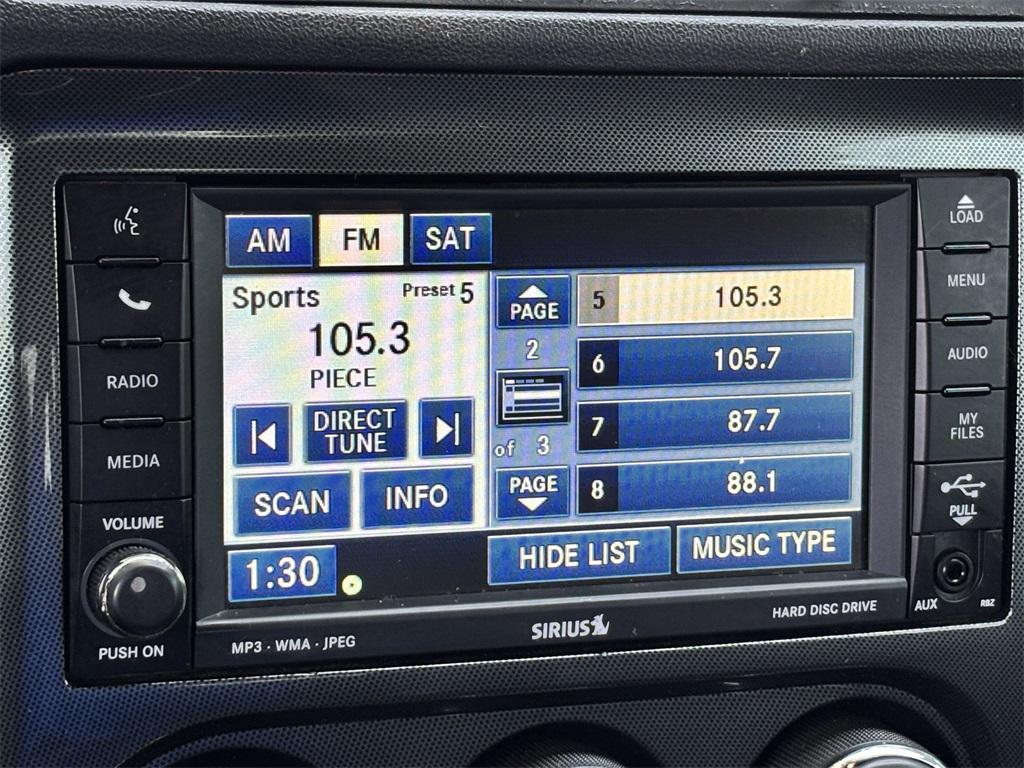 AM FM SAT
Sports Preset 5
105.3
PIECE
DIRECT
TUNE
SCAN INFO
1:30
PAGE
2
of 3
PAGE
5 105.3
6 105.7
7 87.7
8 88.1
HIDE LIST MUSIC TYPE
RADIO
MEDIA
VOLUME
PUSH ON
LOAD
MENU
AUDIO
MY
FILES
PULL
AUX RBZ
MP3 · WMA · JPEG
SIRIUS
HARD DISC DRIVE